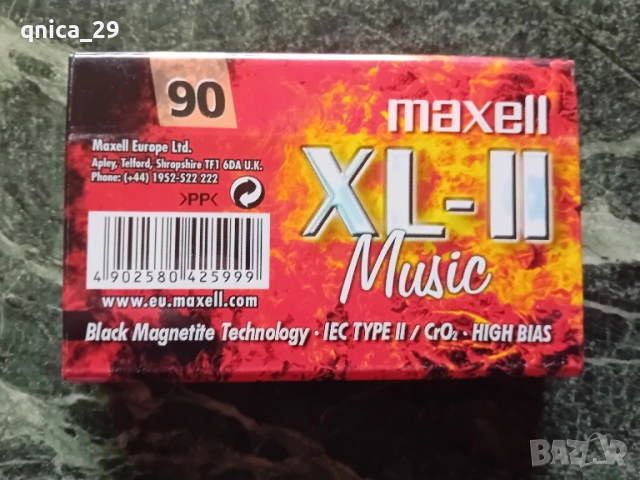 qnica_29
90
maxell
Maxell Europe Ltd.
Apley, Telford, Shropshire TF1 6DA U.K.
Phone: (+44) 1952-522 222
>PP<
XL-II
Music
4 902580 425999
www.eu.maxell.com
Black Magnetite Technology · IEC TYPE II / CrO₂ · HIGH BIAS
BAZAR